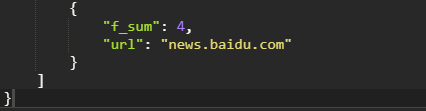 {
"f_sum": 4,
"url": "news.baidu.com"
}
]
}